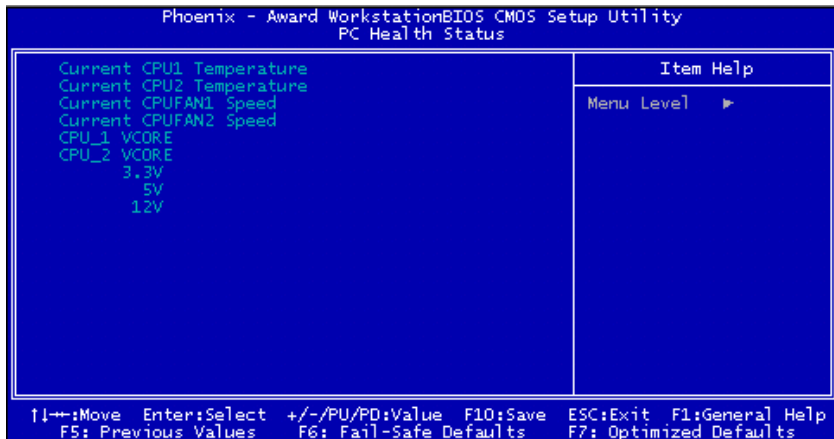 Phoenix - Award WorkstationBIOS CMOS Setup Utility
PC Health Status
Current CPU1 Temperature
Current CPU2 Temperature
Current CPUFAN1 Speed
Current CPUFAN2 Speed
CPU_1 VCORE
CPU_2 VCORE
3.3V
5V
12V
Item Help
Menu Level ►
↑↓→←:Move Enter:Select +/-/PU/PD:Value F10:Save ESC:Exit F1:General Help
F5: Previous Values F6: Fail-Safe Defaults F7: Optimized Defaults